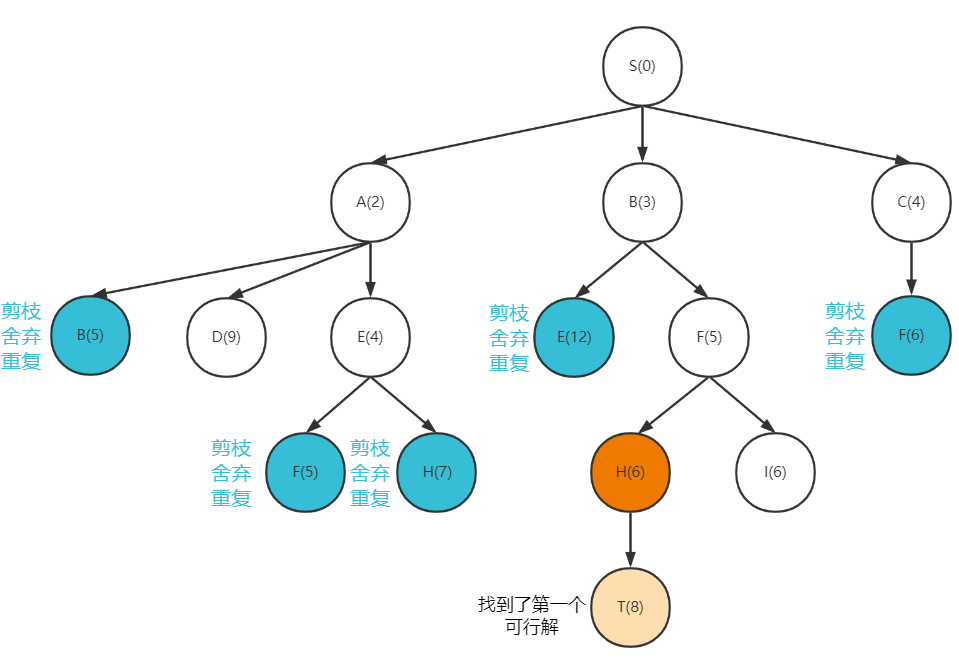 S(0)
A(2)
B(3)
C(4)
剪枝
舍弃
重复
B(5)
D(9)
E(4)
剪枝
舍弃
重复
E(12)
F(5)
剪枝
舍弃
重复
F(6)
剪枝
舍弃
重复
F(5)
剪枝
舍弃
重复
H(7)
H(6)
I(6)
找到了第一个
可行解
T(8)